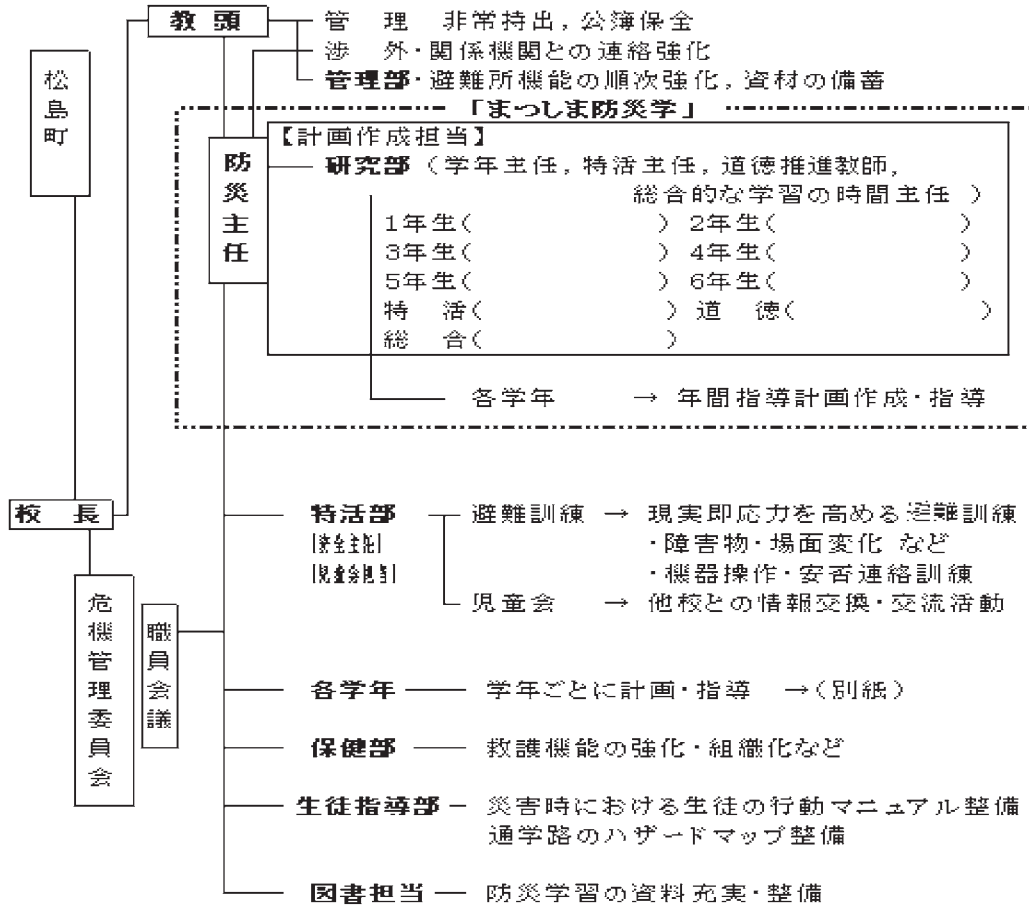 教 頭
管 理 非常持出,公簿保全
渉 外・関係機関との連絡強化
管理部・避難所機能の順次強化,資材の備蓄
松島町
「まつしま防災学」
【計画作成担当】
防災主任
研究部(学年主任,特活主任,道徳推進教師,
総合的な学習の時間主任 )
1年生( ) 2年生( )
3年生( ) 4年生( )
5年生( ) 6年生( )
特 活( ) 道 徳( )
総 合( )
各学年 → 年間指導計画作成・指導
校 長
特活部
[安全主任]
[児童会担当]
避難訓練 → 現実即応力を高める避難訓練
・障害物・場面変化 など
・機器操作・安否連絡訓練
児童会 → 他校との情報交換・交流活動
危機管理委員会
職員会議
各学年 学年ごとに計画・指導 →(別紙)
保健部 救護機能の強化・組織化など
生徒指導部 災害時における生徒の行動マニュアル整備
通学路のハザードマップ整備
図書担当 防災学習の資料充実・整備